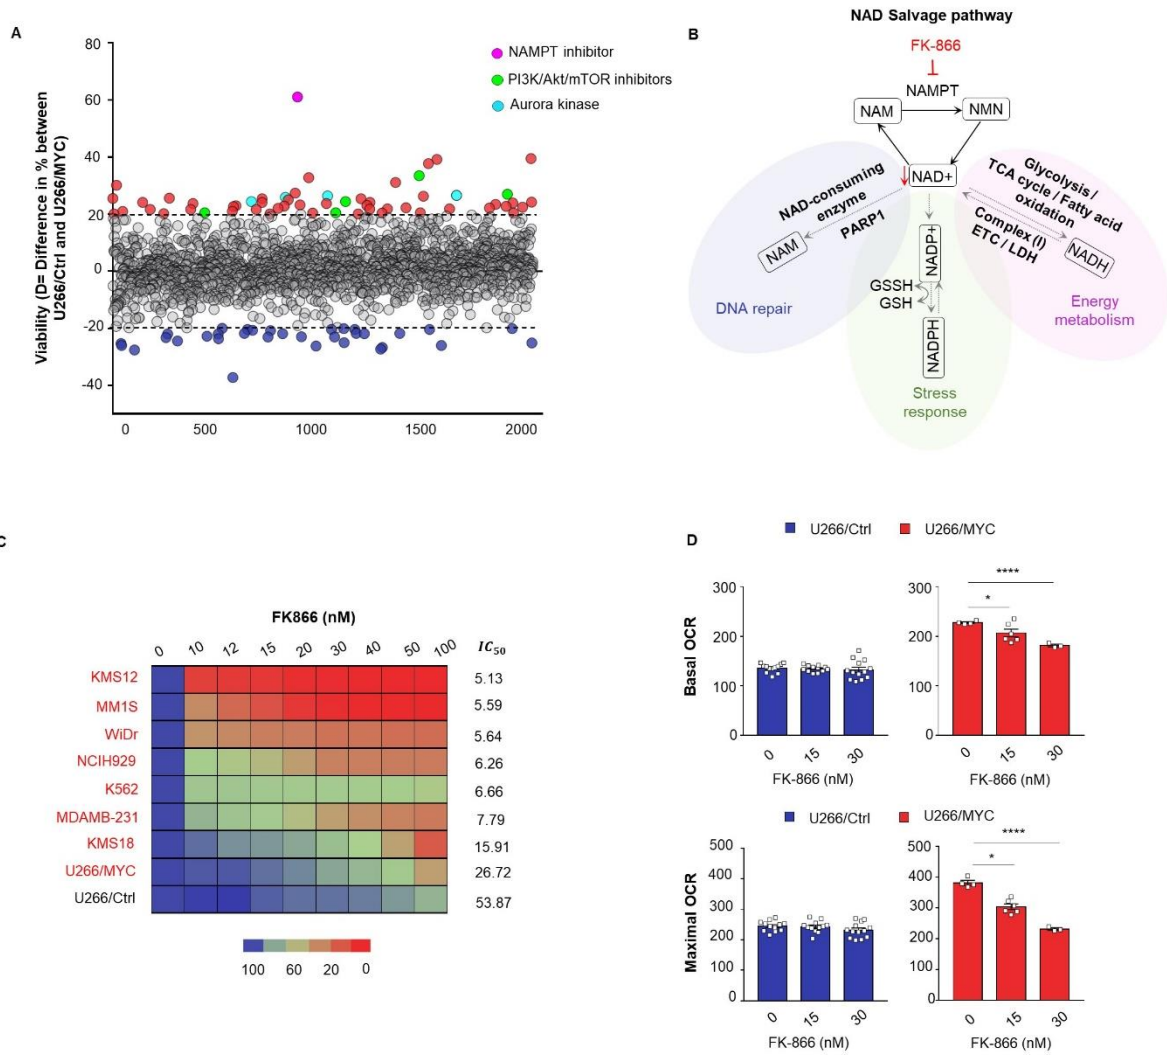 A
Viability (D= Difference in % between
U266/Ctrl and U266/MYC)
80
60
40
20
0
-20
-40
0
500
1000
1500
2000
NAMPT inhibitor
PI3K/Akt/mTOR inhibitors
Aurora kinase
B
NAD Salvage pathway
FK-866
NAMPT
NAM
NMN
NAD+
NAD-consuming
enzyme
PARP1
NAM
DNA repair
NADP+
GSSH
GSH
NADPH
Stress
response
Glycolysis /
TCA cycle / Fatty acid
oxidation
Complex (I)
ETC / LDH
NADH
Energy
metabolism
C
FK866 (nM)
0 10 12 15 20 30 40 50 100 IC50
KMS12 5.13
MM1S 5.59
WiDr 5.64
NCIH929 6.26
K562 6.66
MDAMB-231 7.79
KMS18 15.91
U266/MYC 26.72
U266/Ctrl 53.87
100 60 20 0
D
U266/Ctrl U266/MYC
Basal OCR
300
200
100
0
0 15 30
FK-866 (nM)
300
200
100
0
****
*
0 15 30
FK-866 (nM)
U266/Ctrl U266/MYC
Maximal OCR
500
400
300
200
100
0
0 15 30
FK-866 (nM)
500
400
300
200
100
0
****
*
0 15 30
FK-866 (nM)